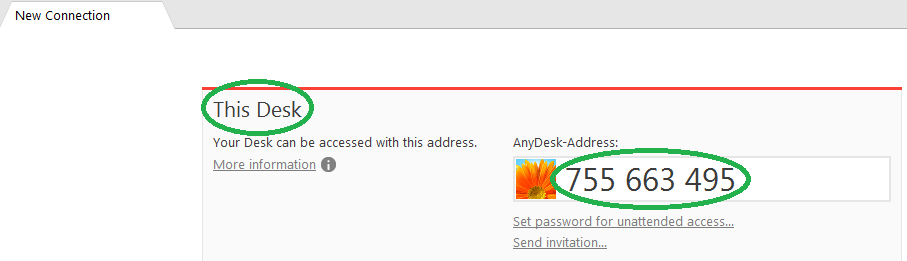 New Connection
This Desk
Your Desk can be accessed with this address.
More information
AnyDesk-Address:
755 663 495
Set password for unattended access...
Send invitation...